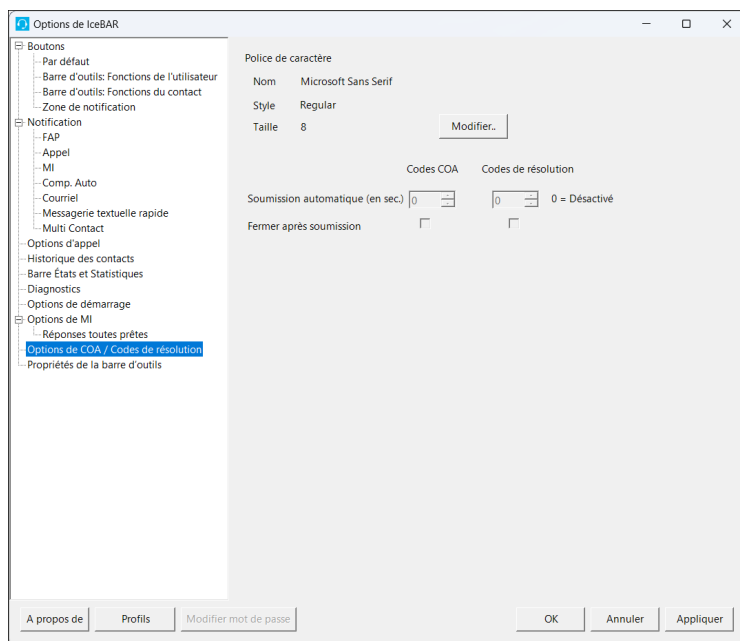 Options de IceBAR
Boutons
Par défaut
Barre d'outils: Fonctions de l'utilisateur
Barre d'outils: Fonctions du contact
Zone de notification
Notification
FAP
Appel
MI
Comp. Auto
Courriel
Messagerie textuelle rapide
Multi Contact
Options d'appel
Historique des contacts
Barre États et Statistiques
Diagnostics
Options de démarrage
Options de MI
Réponses toutes prêtes
Options de COA / Codes de résolution
Propriétés de la barre d'outils
Police de caractère
Nom Microsoft Sans Serif
Style Regular
Taille 8 Modifier..
Codes COA Codes de résolution
Soumission automatique (en sec.) 0 0 0 = Désactivé
Fermer après soumission
A propos de Profils Modifier mot de passe OK Annuler Appliquer